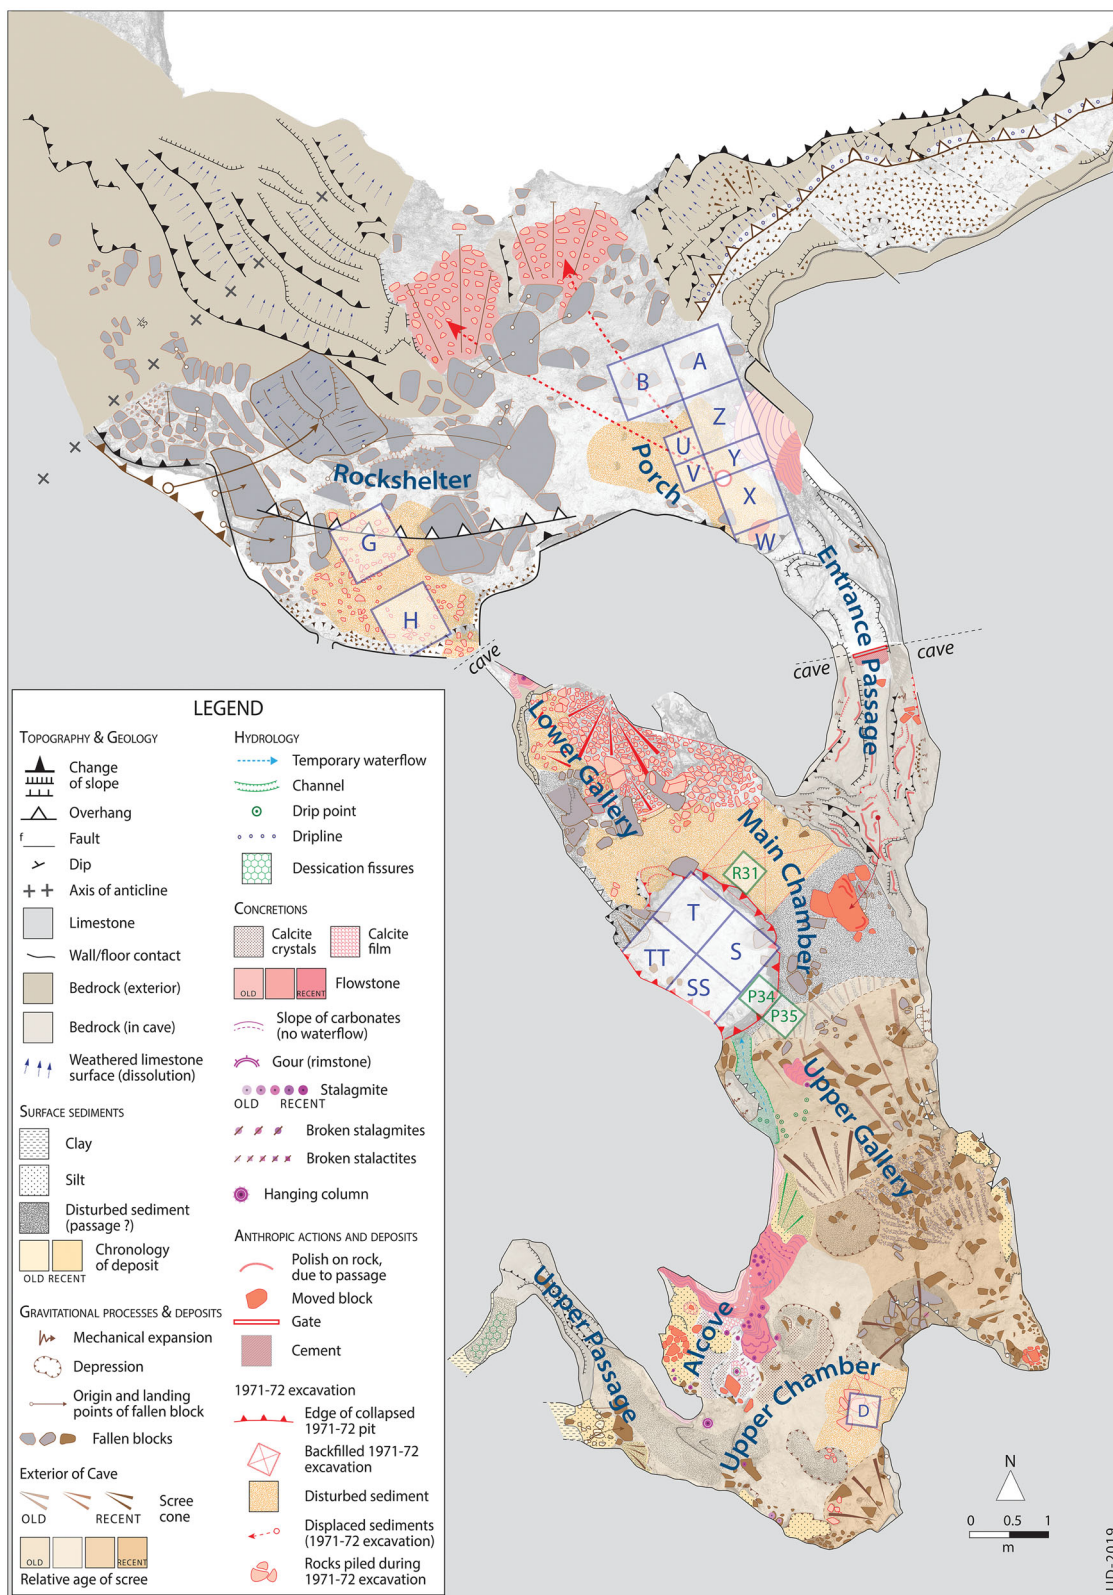 A
B
Z
U
Y
V
X
W
Porch
Rockshelter
G
H
Entrance
Passage
cave
cave
cave
Lower Gallery
Main Chamber
R31
T
S
TT
SS
P34
P35
Upper Gallery
Alcove
Upper Passage
Upper Chamber
D
N
0 0.5 1
m
LEGEND
TOPOGRAPHY & GEOLOGY
Change
of slope
Overhang
f
Fault
Dip
Axis of anticline
Limestone
Wall/floor contact
Bedrock (exterior)
Bedrock (in cave)
Weathered limestone
surface (dissolution)
SURFACE SEDIMENTS
Clay
Silt
Disturbed sediment
(passage ?)
Chronology
of deposit
OLD RECENT
GRAVITATIONAL PROCESSES & DEPOSITS
Mechanical expansion
Depression
Origin and landing
points of fallen block
Fallen blocks
Exterior of Cave
Scree
cone
OLD RECENT
OLD RECENT
Relative age of scree
HYDROLOGY
Temporary waterflow
Channel
Drip point
Dripline
Dessication fissures
CONCRETIONS
Calcite
crystals
Calcite
film
Flowstone
OLD RECENT
Slope of carbonates
(no waterflow)
Gour (rimstone)
Stalagmite
OLD RECENT
Broken stalagmites
Broken stalactites
Hanging column
ANTHROPIC ACTIONS AND DEPOSITS
Polish on rock,
due to passage
Moved block
Gate
Cement
1971-72 excavation
Edge of collapsed
1971-72 pit
Backfilled 1971-72
excavation
Disturbed sediment
Displaced sediments
(1971-72 excavation)
Rocks piled during
1971-72 excavation